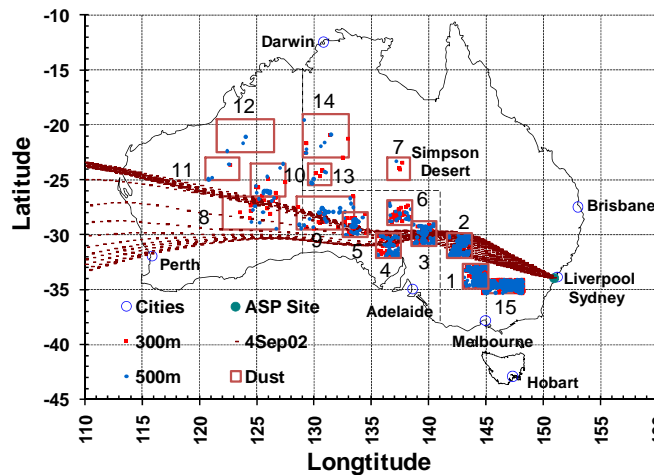 -10
Darwin
-15
12
14
-20
7
Simpson
Desert
11
10
13
-25
6
8
9
2
Brisbane
-30
5
3
4
Perth
1
Liverpool
Sydney
15
Cities
ASP Site
Adelaide
-35
300m
4Sep02
Melbourne
-40
500m
Dust
Hobart
-45
110
115
120
125
130
135
140
145
150
155
160
Latitude
Longtitude